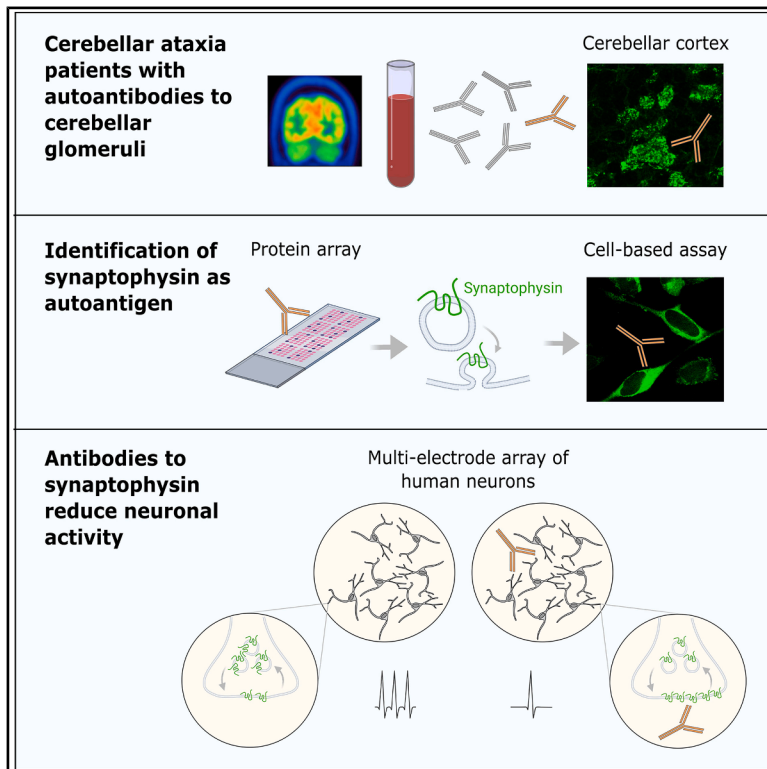 Cerebellar ataxia
patients with
autoantibodies to
cerebellar
glomeruli
Cerebellar cortex
Identification of
synaptophysin as
autoantigen
Protein array
Synaptophysin
Cell-based assay
Antibodies to
synaptophysin
reduce neuronal
activity
Multi-electrode array of
human neurons